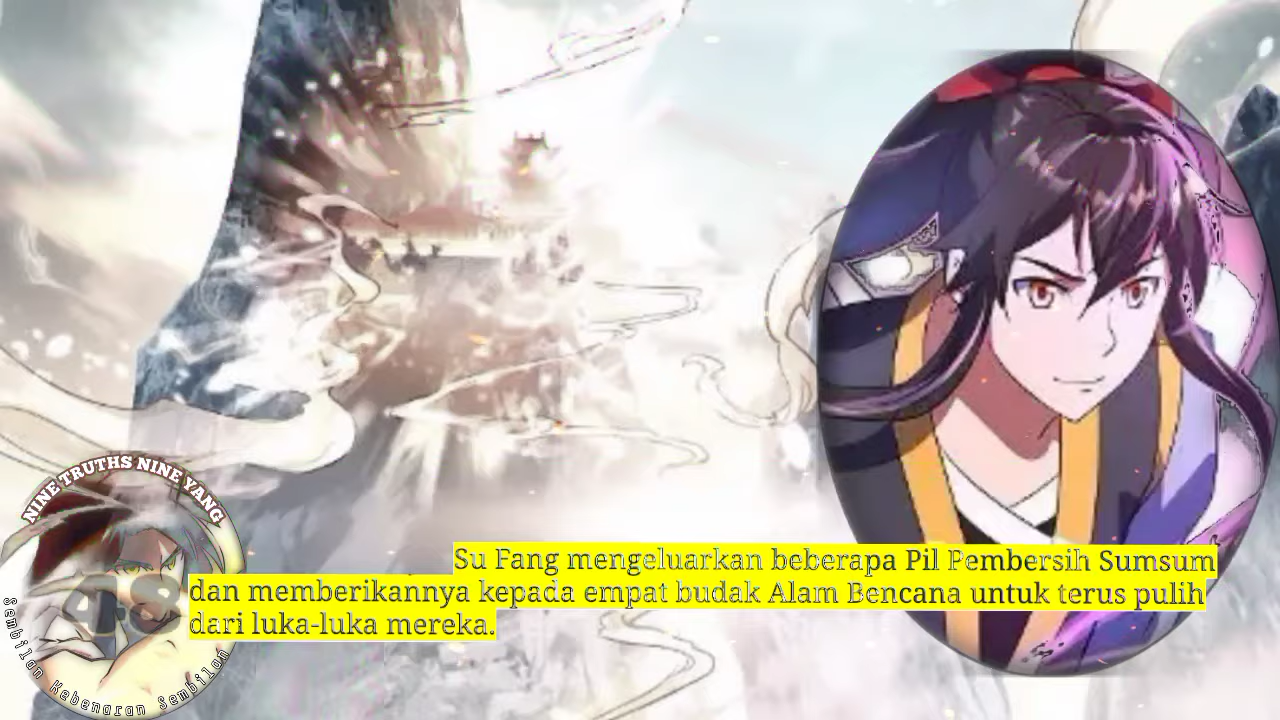 NINE TRUTHS NINE YANG
48
Sembilan Kebenaran Sembilan
Su Fang mengeluarkan beberapa Pil Pembersih Sumsum
dan memberikannya kepada empat budak Alam Bencana untuk terus pulih
dari luka-luka mereka.